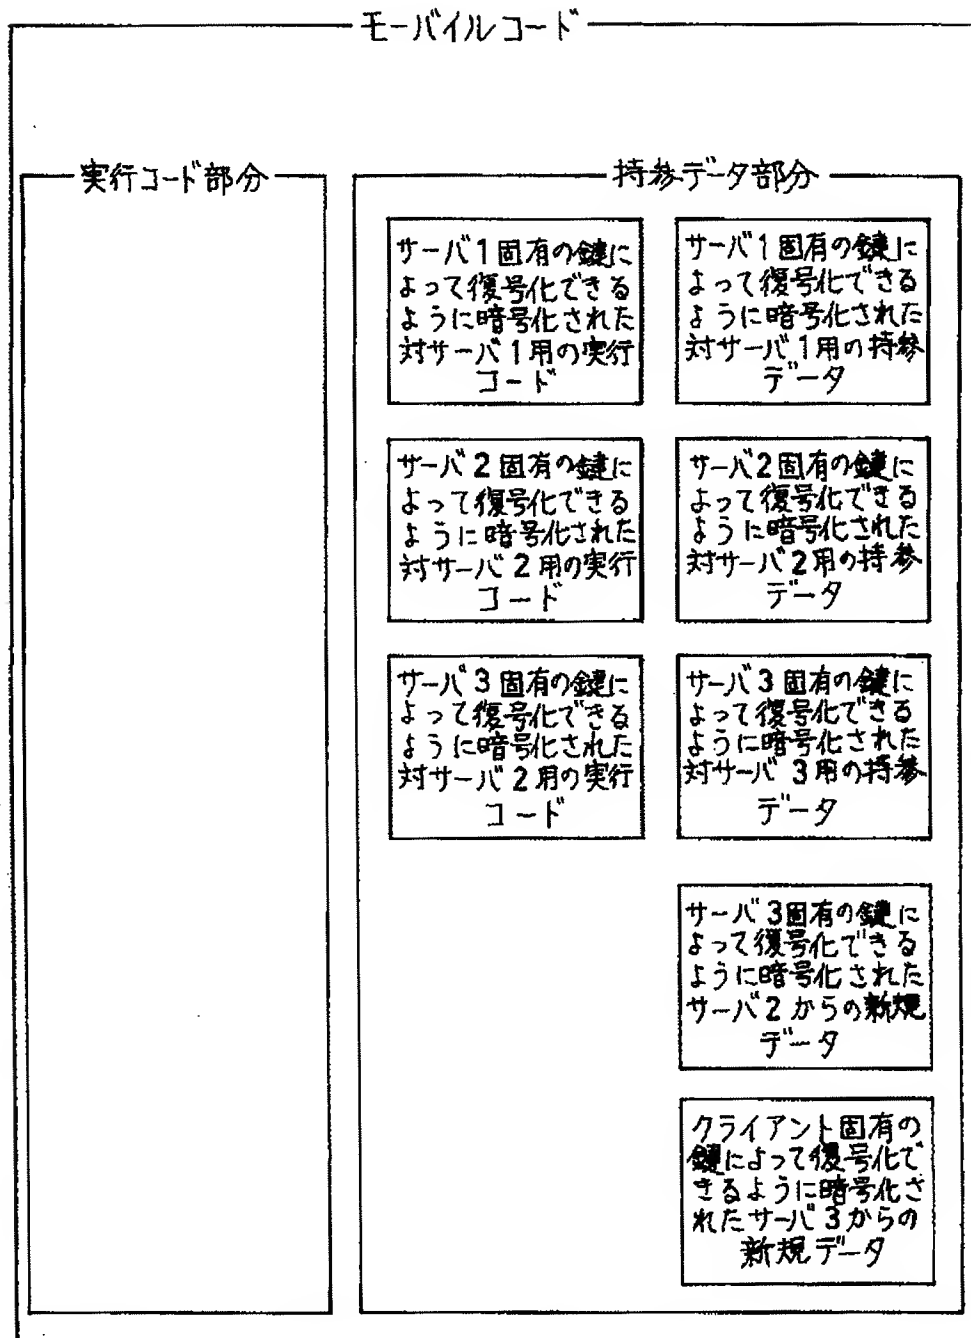 モーバイルコード
実行コード部分
持参データ部分
サーバ1固有の鍵に
よって復号化できる
ように暗号化された
対サーバ1用の実行
コード
サーバ1固有の鍵に
よって復号化できる
ように暗号化された
対サーバ1用の持参
データ
サーバ2固有の鍵に
よって復号化できる
ように暗号化された
対サーバ2用の実行
コード
サーバ2固有の鍵に
よって復号化できる
ように暗号化された
対サーバ2用の持参
データ
サーバ3固有の鍵に
よって復号化できる
ように暗号化された
対サーバ2用の実行
コード
サーバ3固有の鍵に
よって復号化できる
ように暗号化された
対サーバ3用の持参
データ
サーバ3固有の鍵に
よって復号化できる
ように暗号化された
サーバ2からの新規
データ
クライアント固有の
鍵によって復号化で
きるように暗号化さ
れたサーバ3からの
新規データ